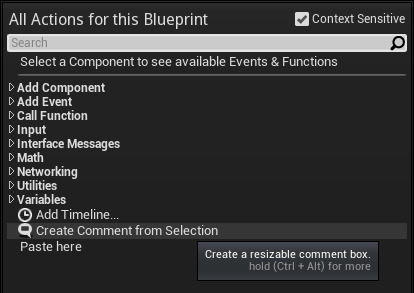 All Actions for this Blueprint
Context Sensitive
Search
Select a Component to see available Events & Functions
Add Component
Add Event
Call Function
Input
Interface Messages
Math
Networking
Utilities
Variables
Add Timeline...
Create Comment from Selection
Paste here
Create a resizable comment box.
hold (Ctrl + Alt) for more